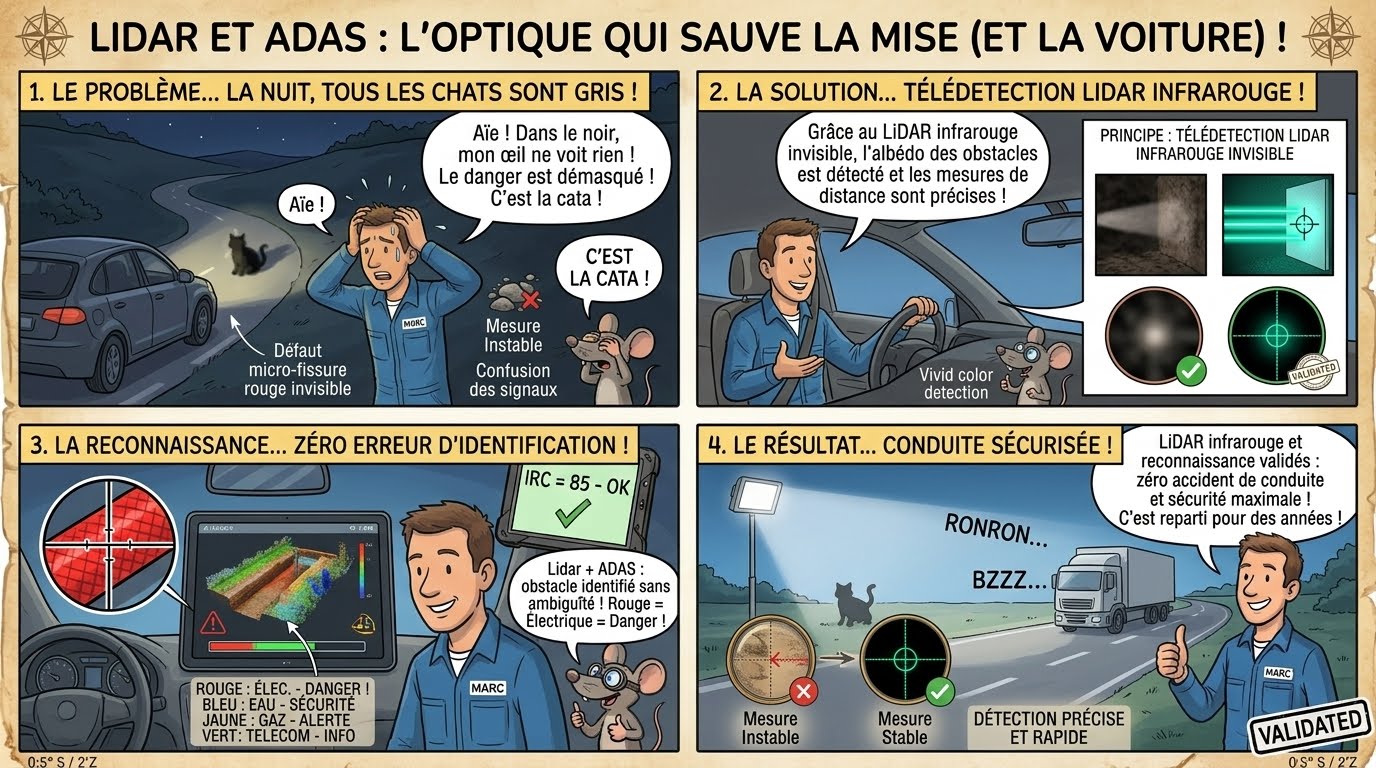 LIDAR ET ADAS : L'OPTIQUE QUI SAUVE LA MISE (ET LA VOITURE) !
1. LE PROBLÈME... LA NUIT, TOUS LES CHATS SONT GRIS !
Aïe !
Aïe ! Dans le noir,
mon œil ne voit rien !
Le danger est démasqué !
C'est la cata !
C'EST
LA CATA !
Défaut
micro-fissure
rouge invisible
Mesure
Instable
Confusion
des signaux
2. LA SOLUTION... TÉLÉDETECTION LIDAR INFRAROUGE !
Grâce au LiDAR infrarouge
invisible, l'albédo des obstacles
est détecté et les mesures de
distance sont précises !
PRINCIPE : TÉLÉDETECTION LIDAR
INFRAROUGE INVISIBLE
VALIDATED
Vivid color
detection
3. LA RECONNAISSANCE... ZÉRO ERREUR D'IDENTIFICATION !
IRC = 85 - OK
Lidar + ADAS :
obstacle identifié sans
ambiguïté ! Rouge =
Électrique = Danger !
ROUGE : ÉLEC. - DANGER !
BLEU : EAU - SÉCURITÉ
JAUNE : GAZ - ALERTE
VERT : TELECOM - INFO
MARC
4. LE RÉSULTAT... CONDUITE SÉCURISÉE !
LiDAR infrarouge et
reconnaissance validés :
zéro accident de conduite
et sécurité maximale !
C'est reparti pour des années !
RONRON...
BZZZ...
MARC
Mesure
Instable
Mesure
Stable
DÉTECTION PRÉCISE
ET RAPIDE
VALIDATED
0:5° S / 2'Z